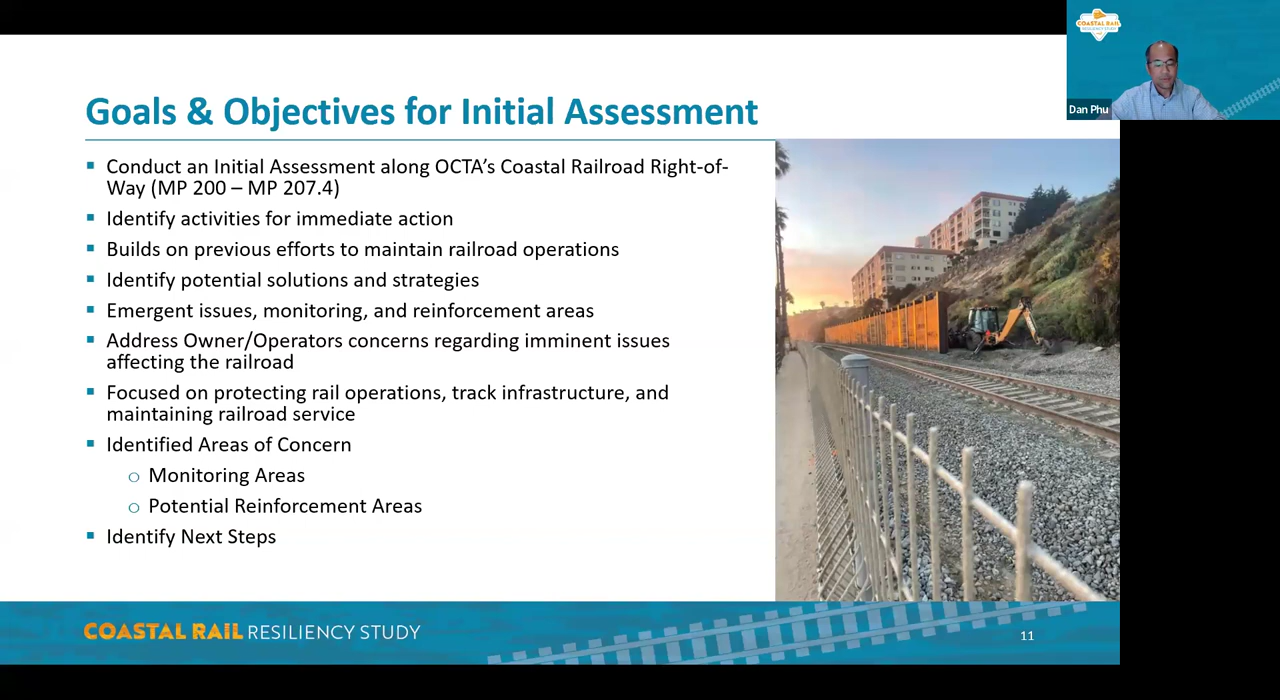 COASTAL RAIL
RESILIENCY STUDY
Dan Phu
Goals & Objectives for Initial Assessment
▪ Conduct an Initial Assessment along OCTA’s Coastal Railroad Right-of-
Way (MP 200 – MP 207.4)
▪ Identify activities for immediate action
▪ Builds on previous efforts to maintain railroad operations
▪ Identify potential solutions and strategies
▪ Emergent issues, monitoring, and reinforcement areas
▪ Address Owner/Operators concerns regarding imminent issues
affecting the railroad
▪ Focused on protecting rail operations, track infrastructure, and
maintaining railroad service
▪ Identified Areas of Concern
o Monitoring Areas
o Potential Reinforcement Areas
▪ Identify Next Steps
COASTAL RAIL RESILIENCY STUDY
11